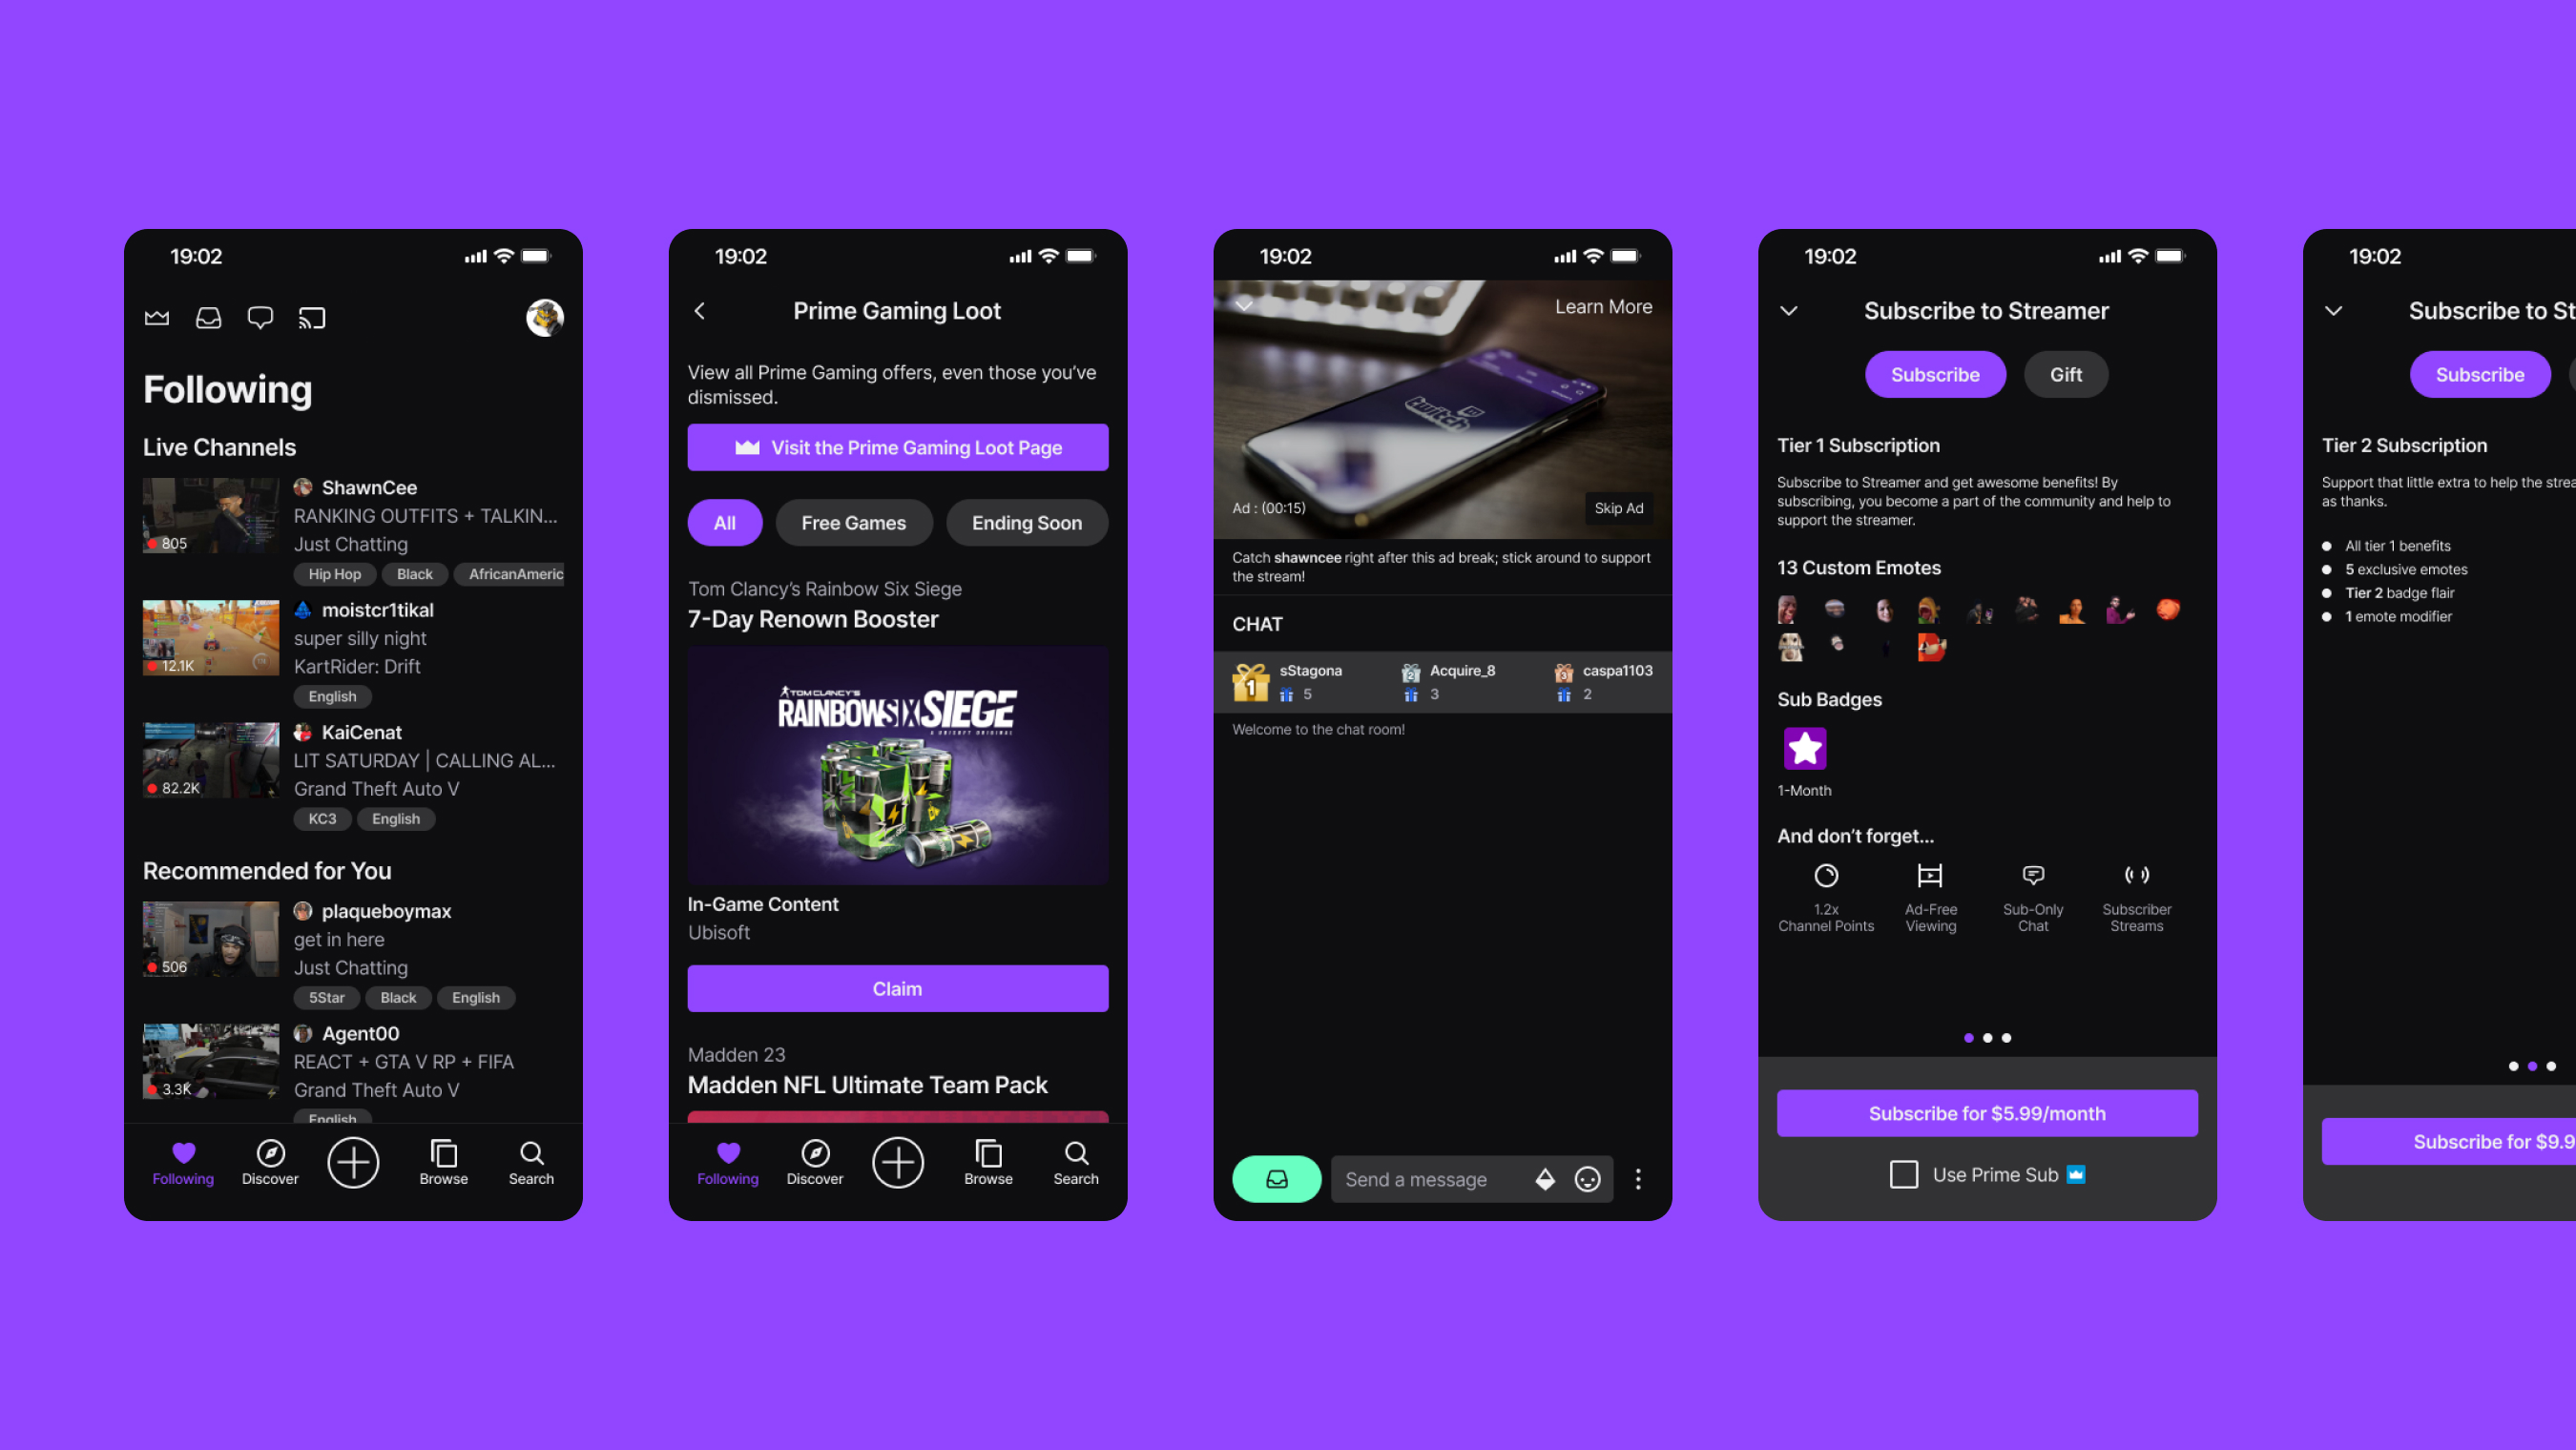 19:02
Following
Live Channels
ShawnCee
RANKING OUTFITS + TALKIN...
Just Chatting
805
Hip Hop Black AfricanAmeric
moistcr1tikal
super silly night
KartRider: Drift
12.1K
English
KaiCenat
LIT SATURDAY | CALLING AL...
Grand Theft Auto V
82.2K
KC3 English
Recommended for You
plaqueboymax
get in here
Just Chatting
506
5Star Black English
Agent00
REACT + GTA V RP + FIFA
Grand Theft Auto V
3.3K
English
Following Discover Browse Search
19:02
Prime Gaming Loot
View all Prime Gaming offers, even those you’ve
dismissed.
Visit the Prime Gaming Loot Page
All Free Games Ending Soon
Tom Clancy’s Rainbow Six Siege
7-Day Renown Booster
TOM CLANCY'S
RAINBOWSIX SIEGE
A UBISOFT ORIGINAL
In-Game Content
Ubisoft
Claim
Madden 23
Madden NFL Ultimate Team Pack
Following Discover Browse Search
19:02
Learn More
twitch
Ad : (00:15)
Skip Ad
Catch shawncee right after this ad break; stick around to support
the stream!
CHAT
1 sStagona 2 Acquire_8 3 caspa1103
5 3 2
Welcome to the chat room!
Send a message
19:02
Subscribe to Streamer
Subscribe Gift
Tier 1 Subscription
Subscribe to Streamer and get awesome benefits! By
subscribing, you become a part of the community and help to
support the streamer.
13 Custom Emotes
Sub Badges
1-Month
And don’t forget...
1.2x
Channel Points
Ad-Free
Viewing
Sub-Only
Chat
Subscriber
Streams
Subscribe for $5.99/month
Use Prime Sub
19:02
Subscribe to St
Subscribe
Tier 2 Subscription
Support that little extra to help the strea
as thanks.
All tier 1 benefits
5 exclusive emotes
Tier 2 badge flair
1 emote modifier
Subscribe for $9.9